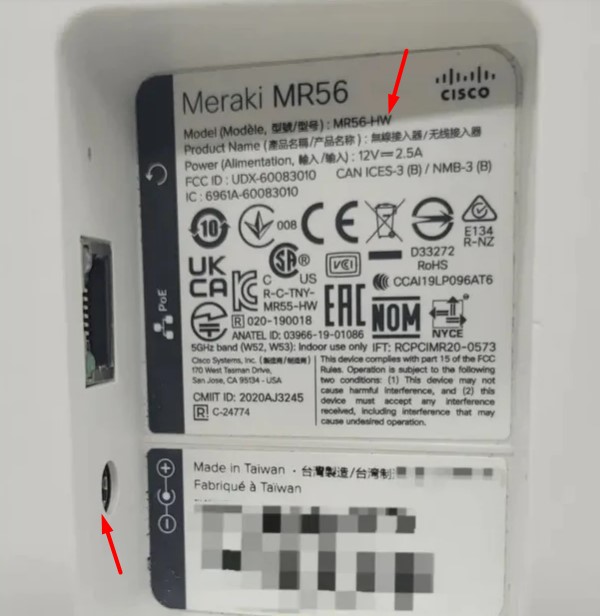 Meraki MR56
CISCO
Model (Modèle, 型號/型号) : MR56-HW
Product Name (產品名稱/产品名称) : 無線接入器/无线接入器
Power (Alimentation, 輸入/输入) : 12V⎓2.5A
FCC ID : UDX-60083010 CAN ICES-3 (B) / NMB-3 (B)
IC : 6961A-60083010
10
008
CE
E134
R-NZ
UK
CA
SA®
C US
VCI
D33272
RoHS
CCAI19LP096AT6
R-C-TNY-
MR55-HW
EAC
NOM
NYCE
R 020-190018
ANATEL ID: 03966-19-01086
5GHz band (W52, W53): Indoor use only IFT: RCPCIMR20-0573
Cisco Systems, Inc. (製造商/制造商)
170 West Tasman Drive,
San Jose, CA 95134 - USA
CMIIT ID: 2020AJ3245
R C-24774
This device complies with part 15 of the FCC
Rules. Operation is subject to the following
two conditions: (1) This device may not
cause harmful Interference, and (2) this
device must accept any interference
received, including interference that may
cause undesired operation.
PoE
Made in Taiwan · 台灣製造/台湾制
Fabriqué à Taïwan